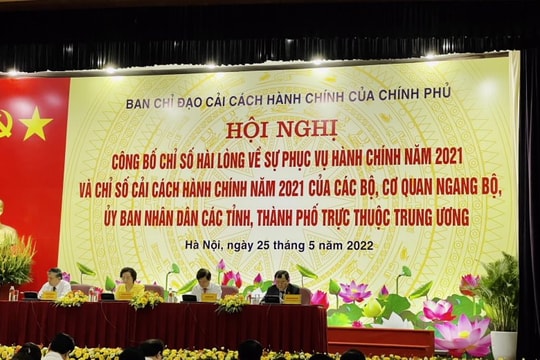 BAN CHỈ ĐẠO CẢI CÁCH HÀNH CHÍNH CỦA CHÍNH PHỦ
HỘI NGHỊ
CÔNG BỐ CHỈ SỐ HÀI LÒNG VỀ SỰ PHỤC VỤ HÀNH CHÍNH NĂM 2021
VÀ CHỈ SỐ CẢI CÁCH HÀNH CHÍNH NĂM 2021 CỦA CÁC BỘ, CƠ QUAN NGANG BỘ,
ỦY BAN NHÂN DÂN CÁC TỈNH, THÀNH PHỐ TRỰC THUỘC TRUNG ƯƠNG
Hà Nội, ngày 25 tháng 5 năm 2022